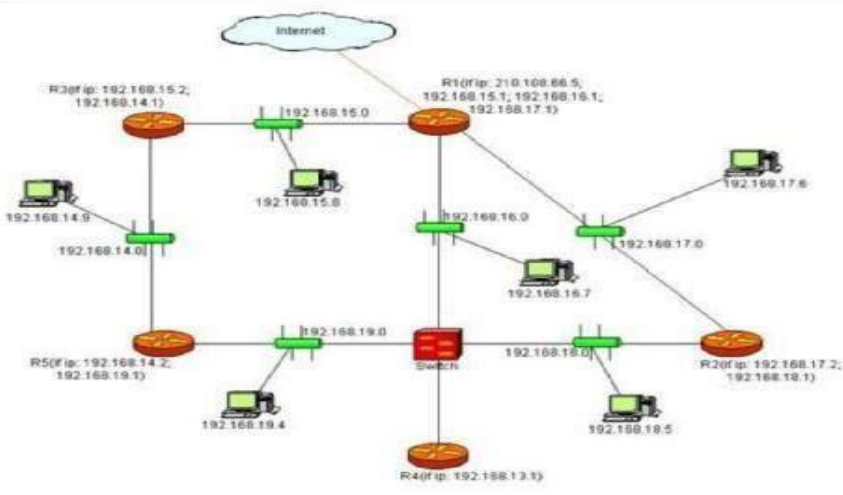 Internet
R3(if ip: 192.168.15.2;
192.168.14.1)
R1(if ip: 210.108.66.5;
192.168.15.1; 192.168.16.1;
192.168.17.1)
192.168.15.0
192.168.17.6
192.168.15.8
192.168.14.9
192.168.16.0
192.168.14.0
192.168.17.0
192.168.16.7
192.168.19.0
192.168.18.0
Switch
R5(if ip: 192.168.14.2;
192.168.19.1)
R2(if ip: 192.168.17.2;
192.168.18.1)
192.168.19.4
192.168.18.5
R4(if ip: 192.168.13.1)